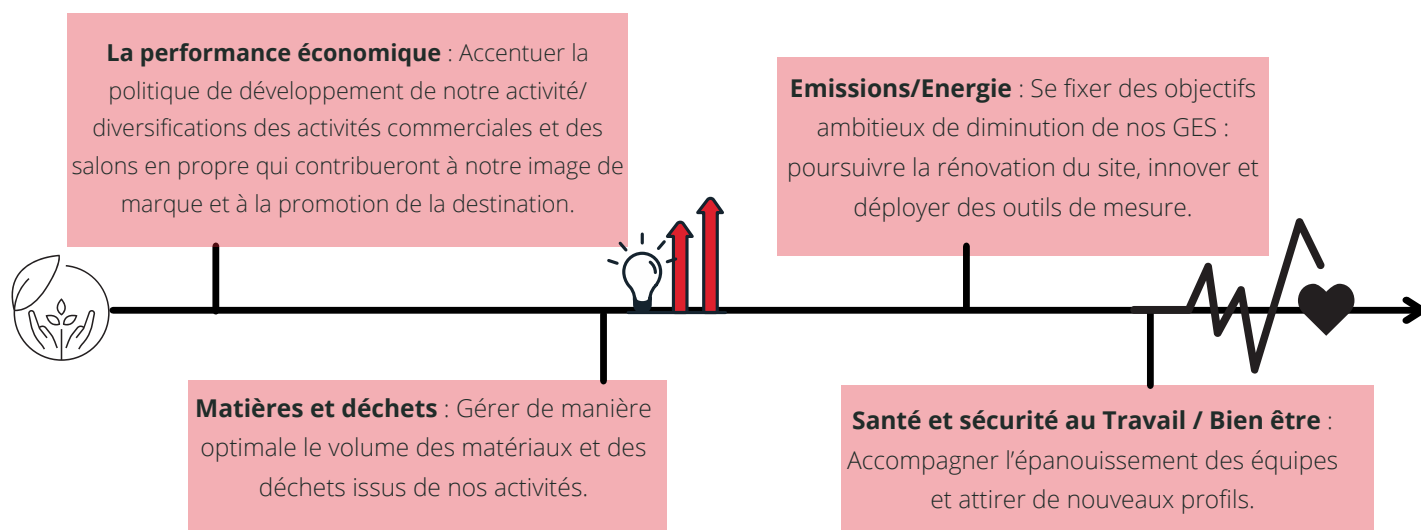 La performance économique : Accentuer la
politique de développement de notre activité/
diversifications des activités commerciales et des
salons en propre qui contribueront à notre image de
marque et à la promotion de la destination.
Matières et déchets : Gérer de manière
optimale le volume des matériaux et des
déchets issus de nos activités.
Emissions/Energie : Se fixer des objectifs
ambitieux de diminution de nos GES :
poursuivre la rénovation du site, innover et
déployer des outils de mesure.
Santé et sécurité au Travail / Bien être :
Accompagner l’épanouissement des équipes
et attirer de nouveaux profils.